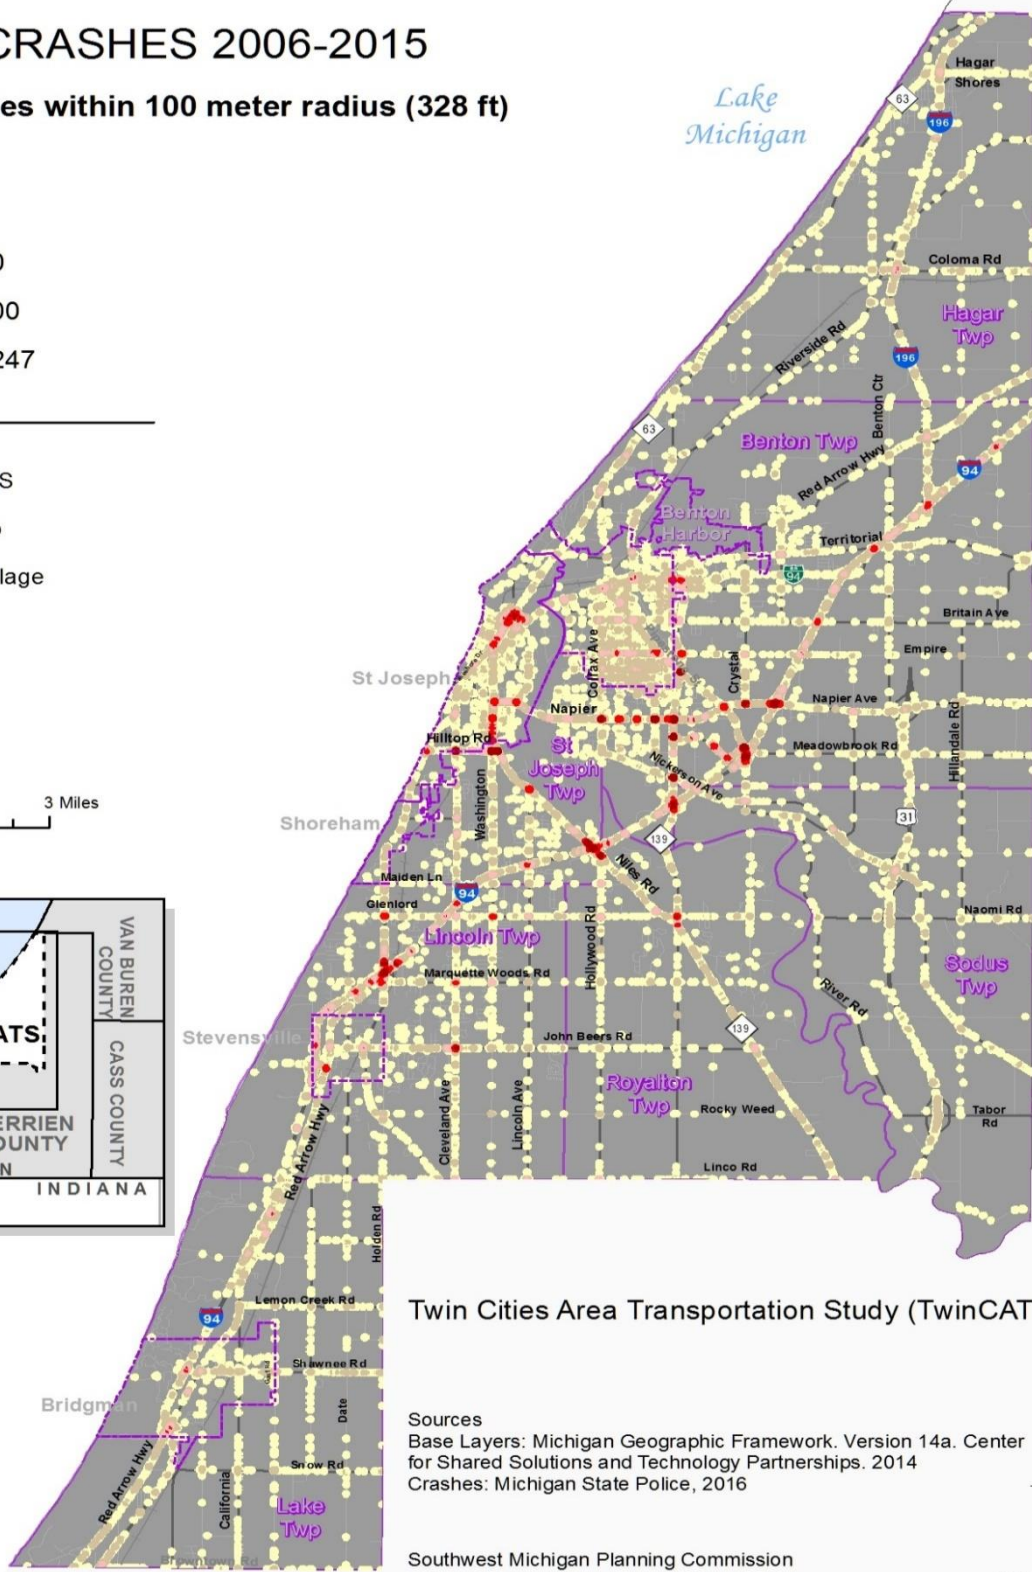 CRASHES 2006-2015
es within 100 meter radius (328 ft)
0
00
247
S
lage
3 Miles
Lake
Michigan
Hagar
Shores
63
196
Coloma Rd
Hagar
Twp
Riverside Rd
196
Benton Ctr
63
Benton Twp
Red Arrow Hwy
94
Benton
Harbor
Territorial
94
Britain Ave
Colfax Ave
Crystal
Empire
St Joseph
Napier
Napier Ave
Hilltop Rd
St
Joseph
Twp
Meadowbrook Rd
Hillandale Rd
Nickerson Ave
Washington
Shoreham
31
139
Niles Rd
Maiden Ln
94
Glenlord
Lincoln Twp
Hollywood Rd
Naomi Rd
Sodus
Twp
Marquette Woods Rd
River Rd
Stevensville
John Beers Rd
139
Royalton
Twp
Cleveland Ave
Lincoln Ave
Rocky Weed
Tabor
Rd
Red Arrow Hwy
Linco Rd
Holden Rd
VAN BUREN
COUNTY
ATS
CASS COUNTY
ERRIEN
OUNTY
N
INDIANA
94
Lemon Creek Rd
Shawnee Rd
Bridgman
Date
Red Arrow Hwy
California
Snow Rd
Lake
Twp
Browntown Rd
Twin Cities Area Transportation Study (TwinCAT
Sources
Base Layers: Michigan Geographic Framework. Version 14a. Center
for Shared Solutions and Technology Partnerships. 2014
Crashes: Michigan State Police, 2016
Southwest Michigan Planning Commission